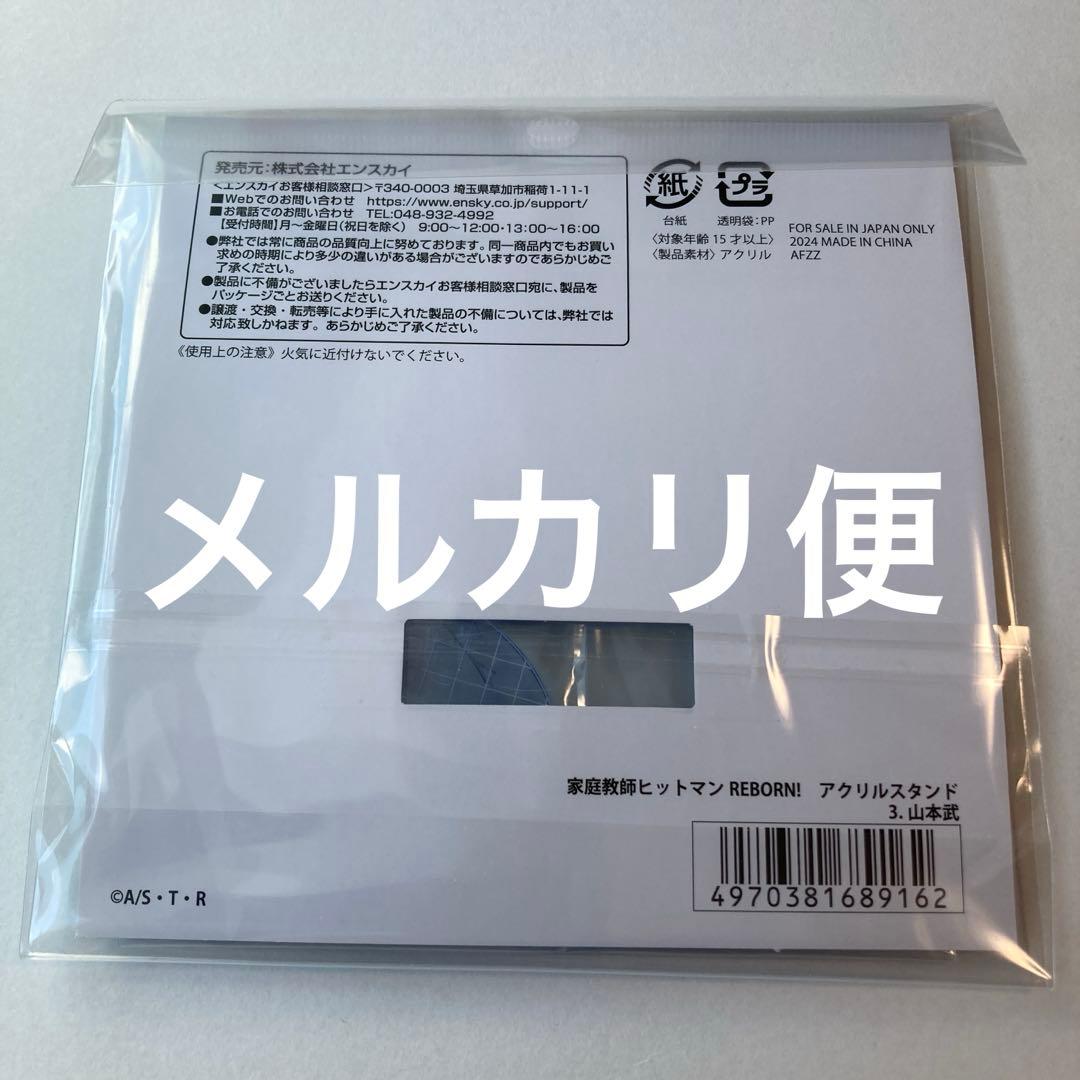 発売元:株式会社エンスカイ
<エンスカイお客様相談窓口>〒340-0003 埼玉県草加市稲荷1-11-1
■Webでのお問い合わせ https://www.ensky.co.jp/support/
■お電話でのお問い合わせ TEL:048-932-4992
【受付時間】月~金曜日(祝日を除く) 9:00~12:00・13:00~16:00
●弊社では常に商品の品質向上に努めております。同一商品内でもお買い
求めの時期により多少の違いがある場合がございますのであらかじめご
了承ください。
●製品に不備がございましたらエンスカイお客様相談窓口宛に、製品を
パッケージごとお送りください。
●譲渡・交換・転売等により手に入れた製品の不備については、弊社では
対応致しかねます。あらかじめご了承ください。
《使用上の注意》火気に近付けないでください。
紙 プラ
台紙 透明袋:PP
〈対象年齢 15 才以上〉
〈製品素材〉アクリル
FOR SALE IN JAPAN ONLY
2024 MADE IN CHINA
AFZZ
メルカリ便
家庭教師ヒットマン REBORN! アクリルスタンド
3. 山本武
4970381689162
©A/S・T・R